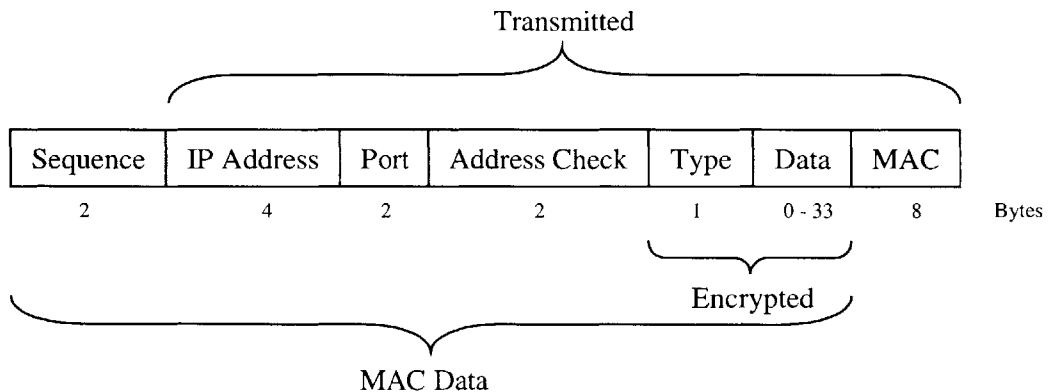 Transmitted
Sequence IP Address Port Address Check Type Data MAC
2 4 2 2 1 0 - 33 8 Bytes
Encrypted
MAC Data